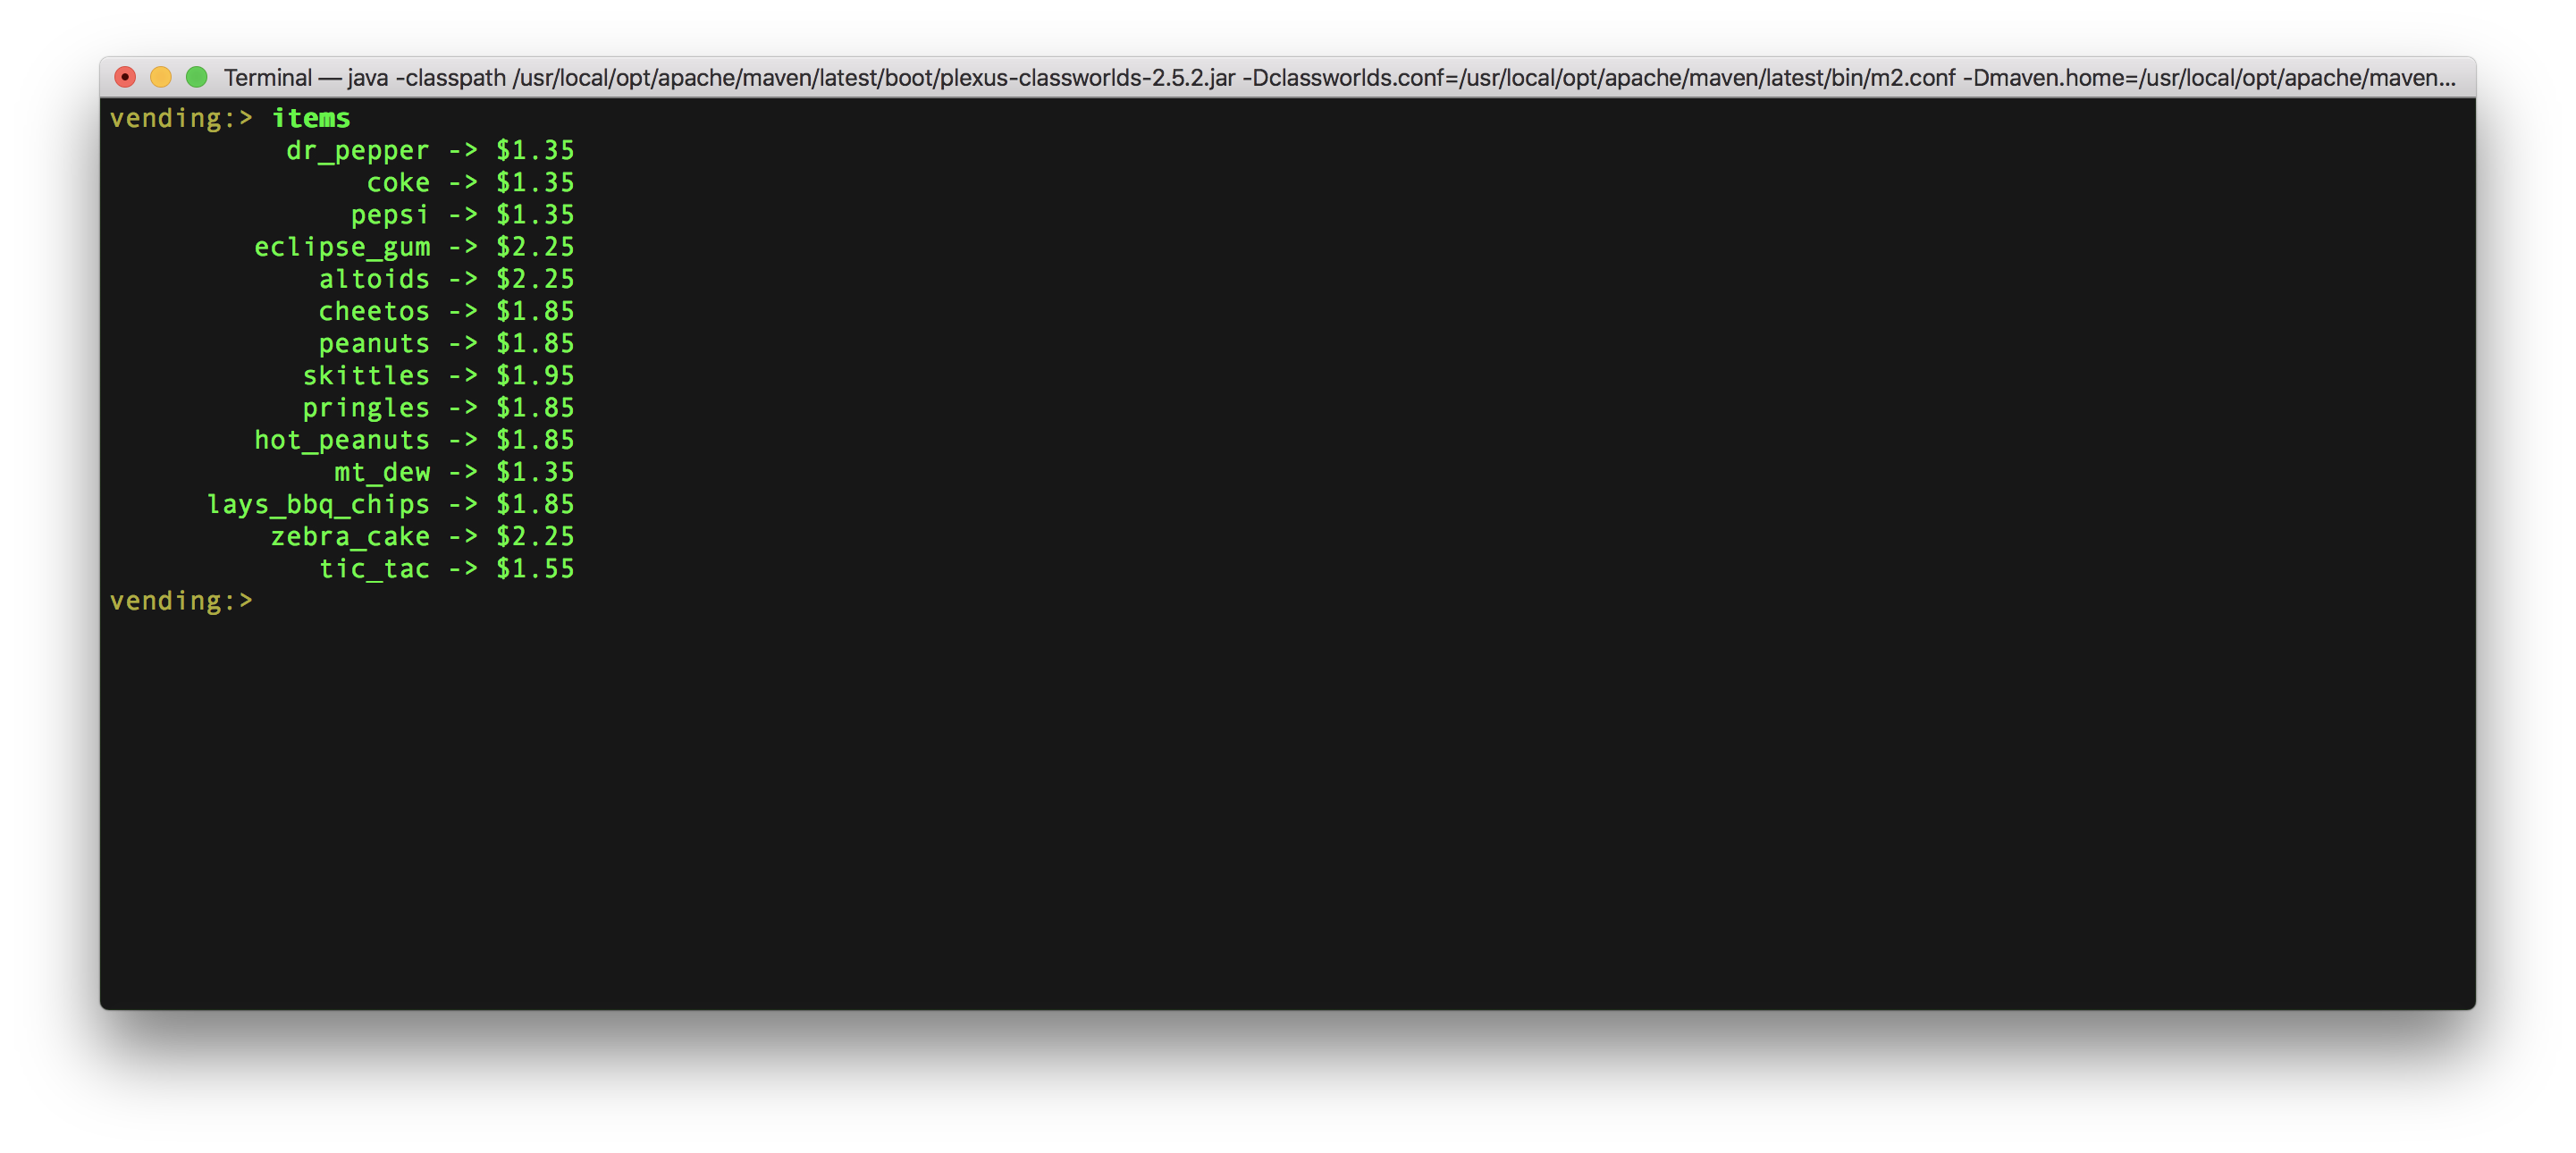 Terminal — java -classpath /usr/local/opt/apache/maven/latest/boot/plexus-classworlds-2.5.2.jar -Dclassworlds.conf=/usr/local/opt/apache/maven/latest/bin/m2.conf -Dmaven.home=/usr/local/opt/apache/maven...
vending:> items
dr_pepper -> $1.35
coke -> $1.35
pepsi -> $1.35
eclipse_gum -> $2.25
altoids -> $2.25
cheetos -> $1.85
peanuts -> $1.85
skittles -> $1.95
pringles -> $1.85
hot_peanuts -> $1.85
mt_dew -> $1.35
lays_bbq_chips -> $1.85
zebra_cake -> $2.25
tic_tac -> $1.55
vending:>